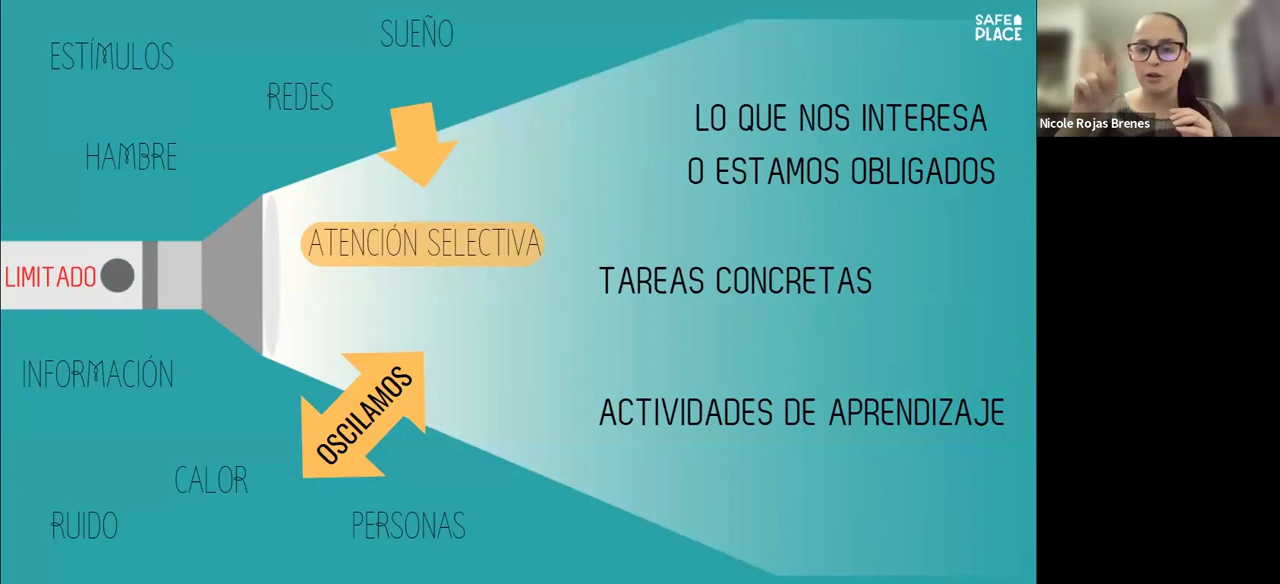 SUEÑO
ESTÍMULOS
REDES
HAMBRE
SAFE
PLACE
Nicole Rojas Brenes
LO QUE NOS INTERESA
O ESTAMOS OBLIGADOS
ATENCIÓN SELECTIVA
LIMITADO
TAREAS CONCRETAS
INFORMACIÓN
OSCILAMOS
ACTIVIDADES DE APRENDIZAJE
CALOR
RUIDO
PERSONAS